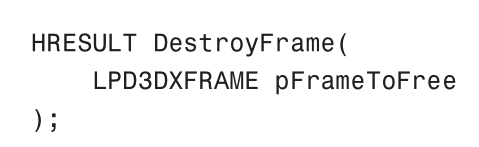 HRESULT DestroyFrame(
    LPD3DXFRAME pFrameToFree
);